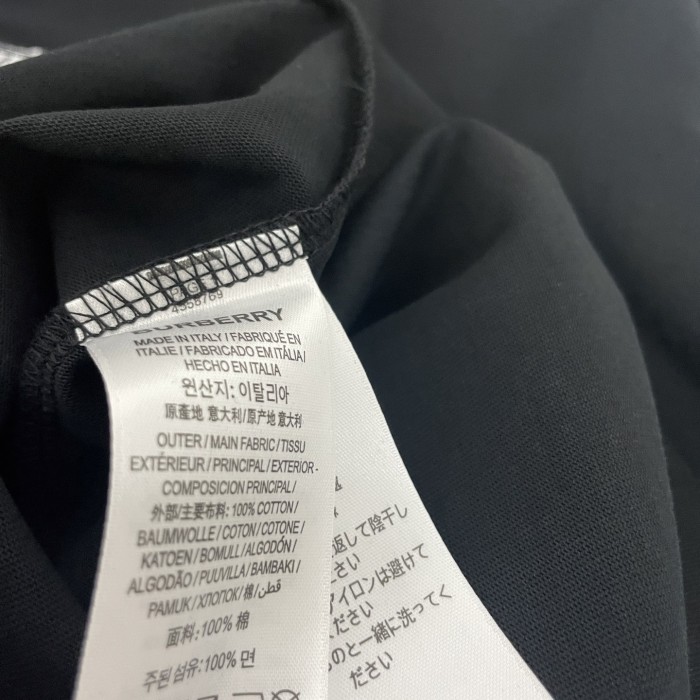 4558769
BURBERRY
MADE IN ITALY / FABRIQUÉ EN
ITALIE / FABRICADO EM ITÁLIA /
HECHO EN ITALIA
원산지: 이탈리아
原產地 意大利/原产地 意大利
OUTER / MAIN FABRIC / TISSU
EXTÉRIEUR / PRINCIPAL / EXTERIOR -
COMPOSICION PRINCIPAL /
外部/主要布料: 100% COTTON /
BAUMWOLLE / COTON / COTONE /
KATOEN / BOMULL / ALGODÓN /
ALGODÃO / PUUVILLA / BAMBAKI /
PAMUK / ХЛОПОК / 棉 / قطن
面料: 100% 棉
주된 섬유: 100% 면
返して陰干し
さい
アイロンは避けて
ください
ものと一緒に洗ってく
ださい